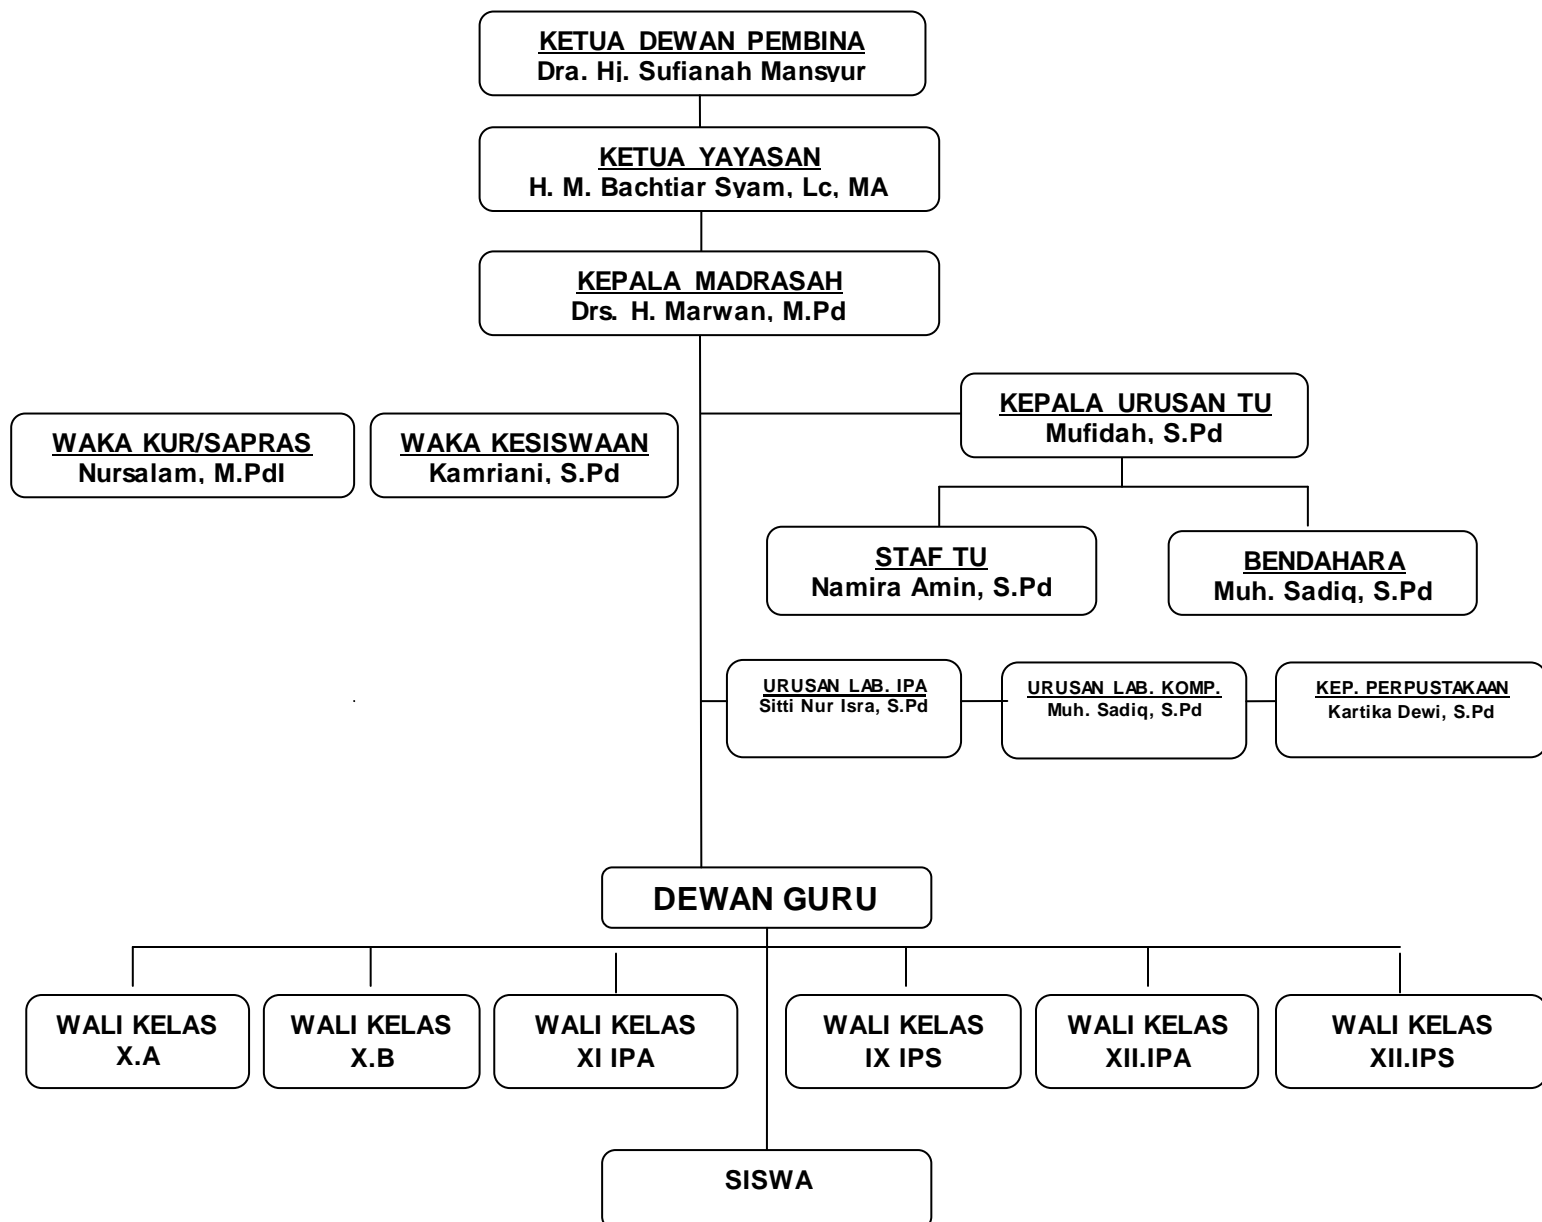 KETUA DEWAN PEMBINA
Dra. Hj. Sufianah Mansyur
KETUA YAYASAN
H. M. Bachtiar Syam, Lc, MA
KEPALA MADRASAH
Drs. H. Marwan, M.Pd
KEPALA URUSAN TU
Mufidah, S.Pd
WAKA KUR/SAPRAS
Nursalam, M.PdI
WAKA KESISWAAN
Kamriani, S.Pd
STAF TU
Namira Amin, S.Pd
BENDAHARA
Muh. Sadiq, S.Pd
URUSAN LAB. IPA
Sitti Nur Isra, S.Pd
URUSAN LAB. KOMP.
Muh. Sadiq, S.Pd
KEP. PERPUSTAKAAN
Kartika Dewi, S.Pd
DEWAN GURU
WALI KELAS
X.A
WALI KELAS
X.B
WALI KELAS
XI IPA
WALI KELAS
IX IPS
WALI KELAS
XII.IPA
WALI KELAS
XII.IPS
SISWA